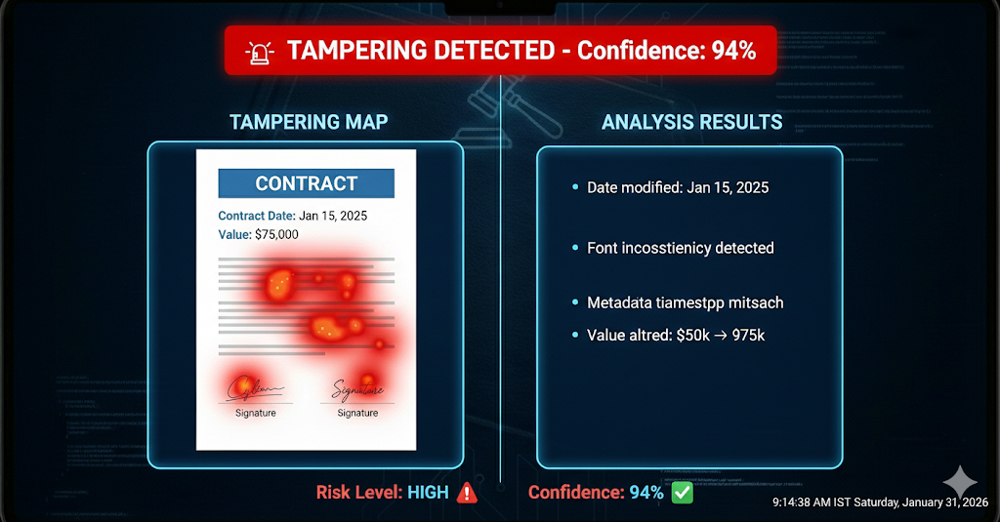 TAMPERING DETECTED - Confidence: 94%
TAMPERING MAP
CONTRACT
Contract Date: Jan 15, 2025
Value: $75,000
Signature
Signature
Signature
ANALYSIS RESULTS
• Date modified: Jan 15, 2025
• Font incosstienicy detected
• Metadata tiamestpp mitsach
• Value altred: $50k → 975k
Risk Level: HIGH
Confidence: 94%
9:14:38 AM IST Saturday, January 31, 2026